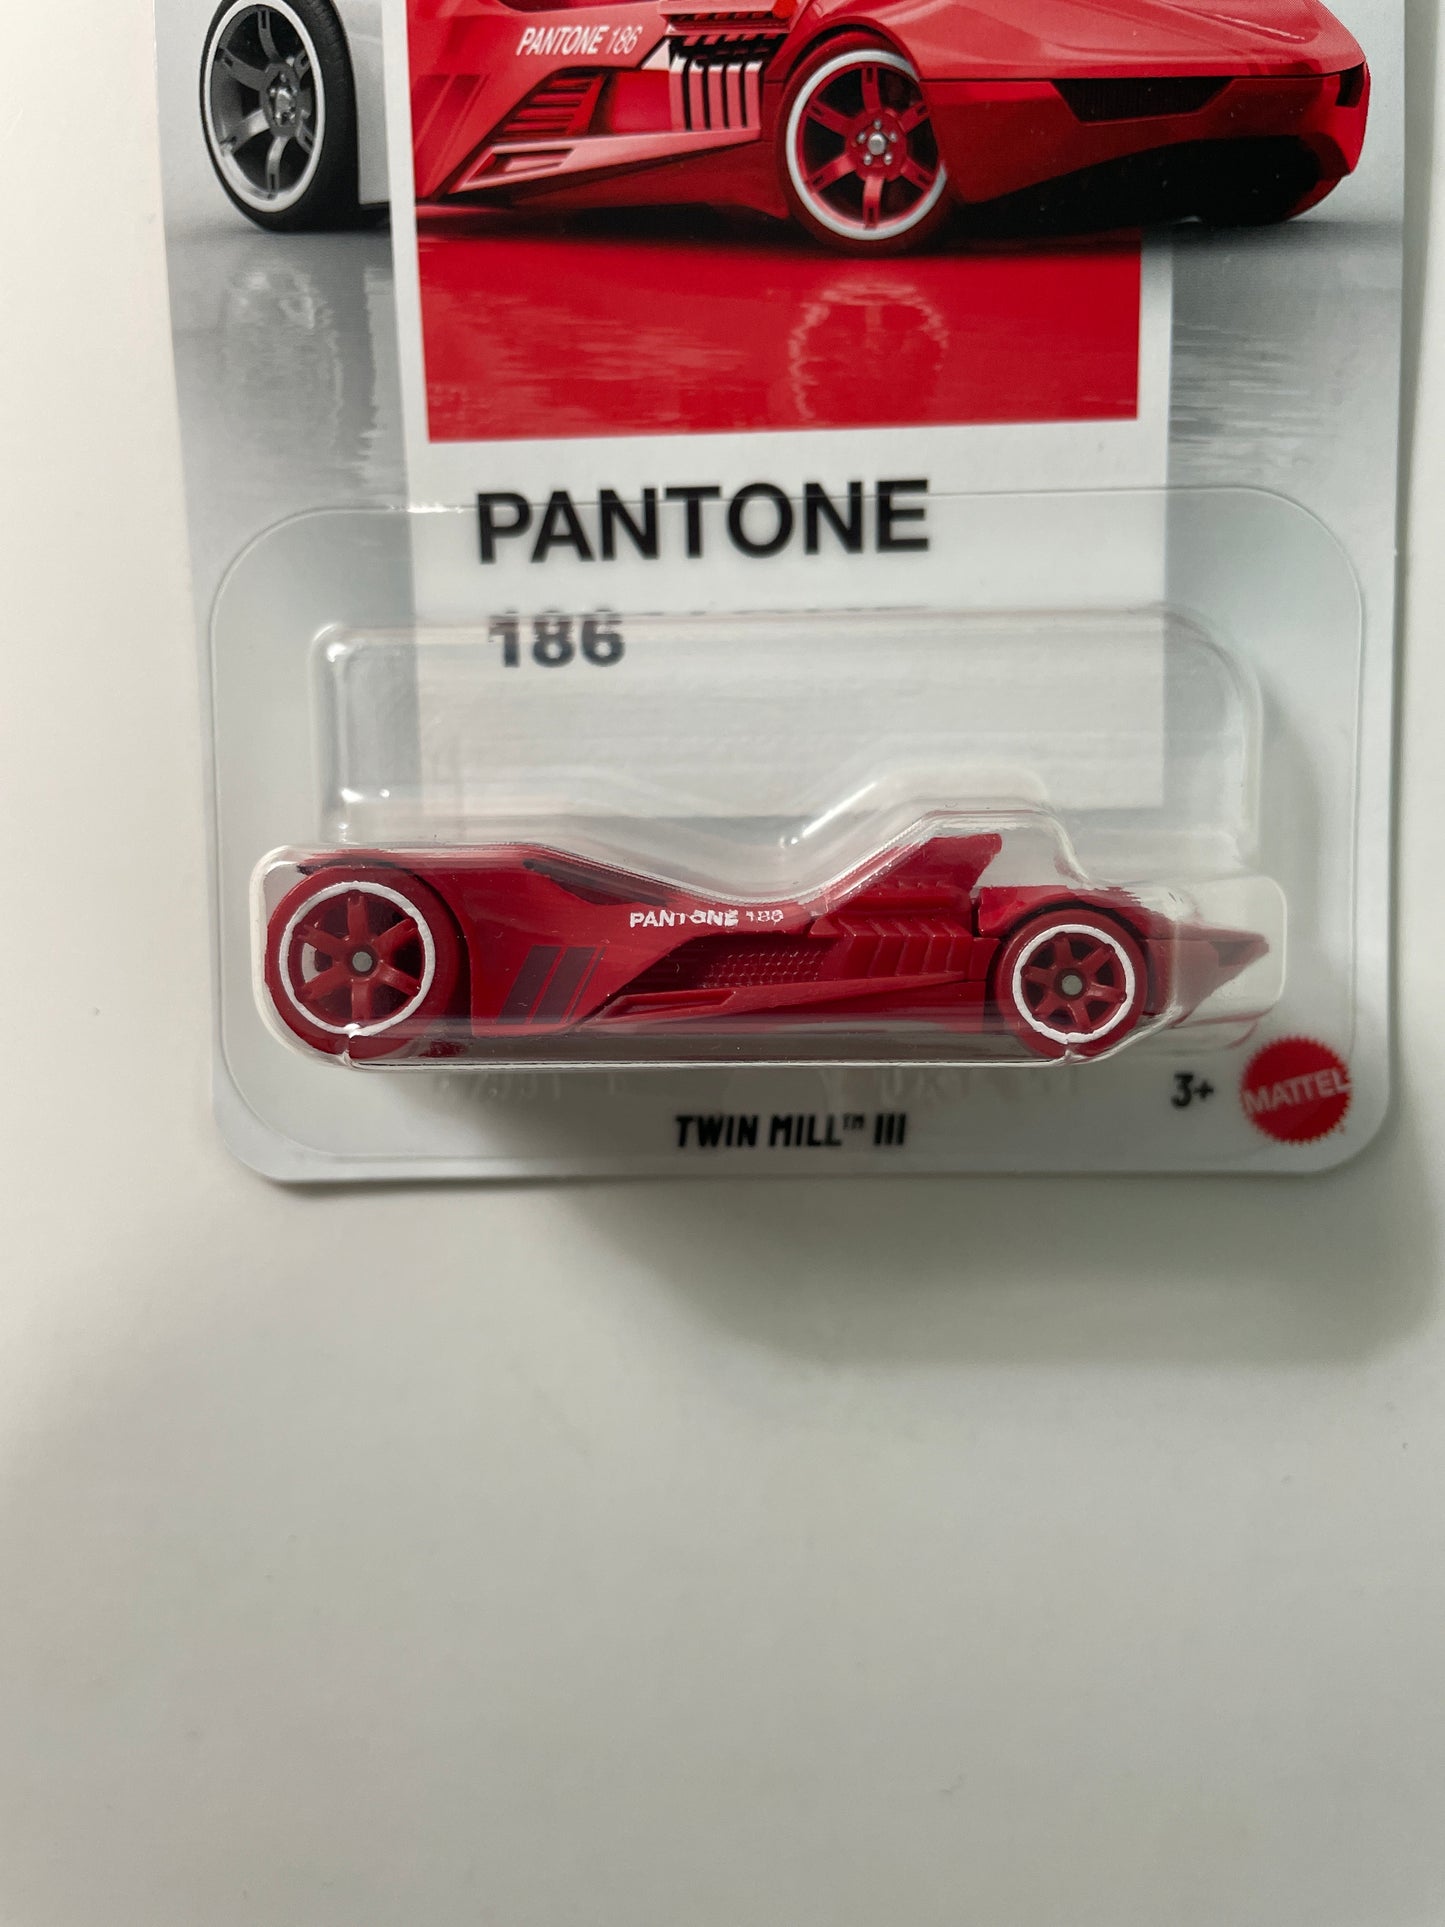 PANTONE 186
PANTONE
186
PANTONE 186
3+
MATTEL
TWIN MILL™ III